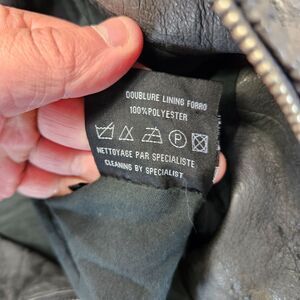 DOUBLURE LINING FORRO
100%POLYESTER
P
NETTOYAGE PAR SPECIALISTE
CLEANING BY SPECIALIST